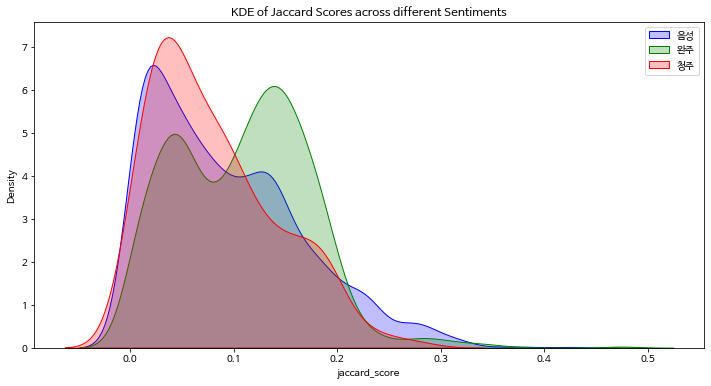 KDE of Jaccard Scores across different Sentiments
음성
완주
청주
Density
7
6
5
4
3
2
1
0
0.0 0.1 0.2 0.3 0.4 0.5
jaccard_score